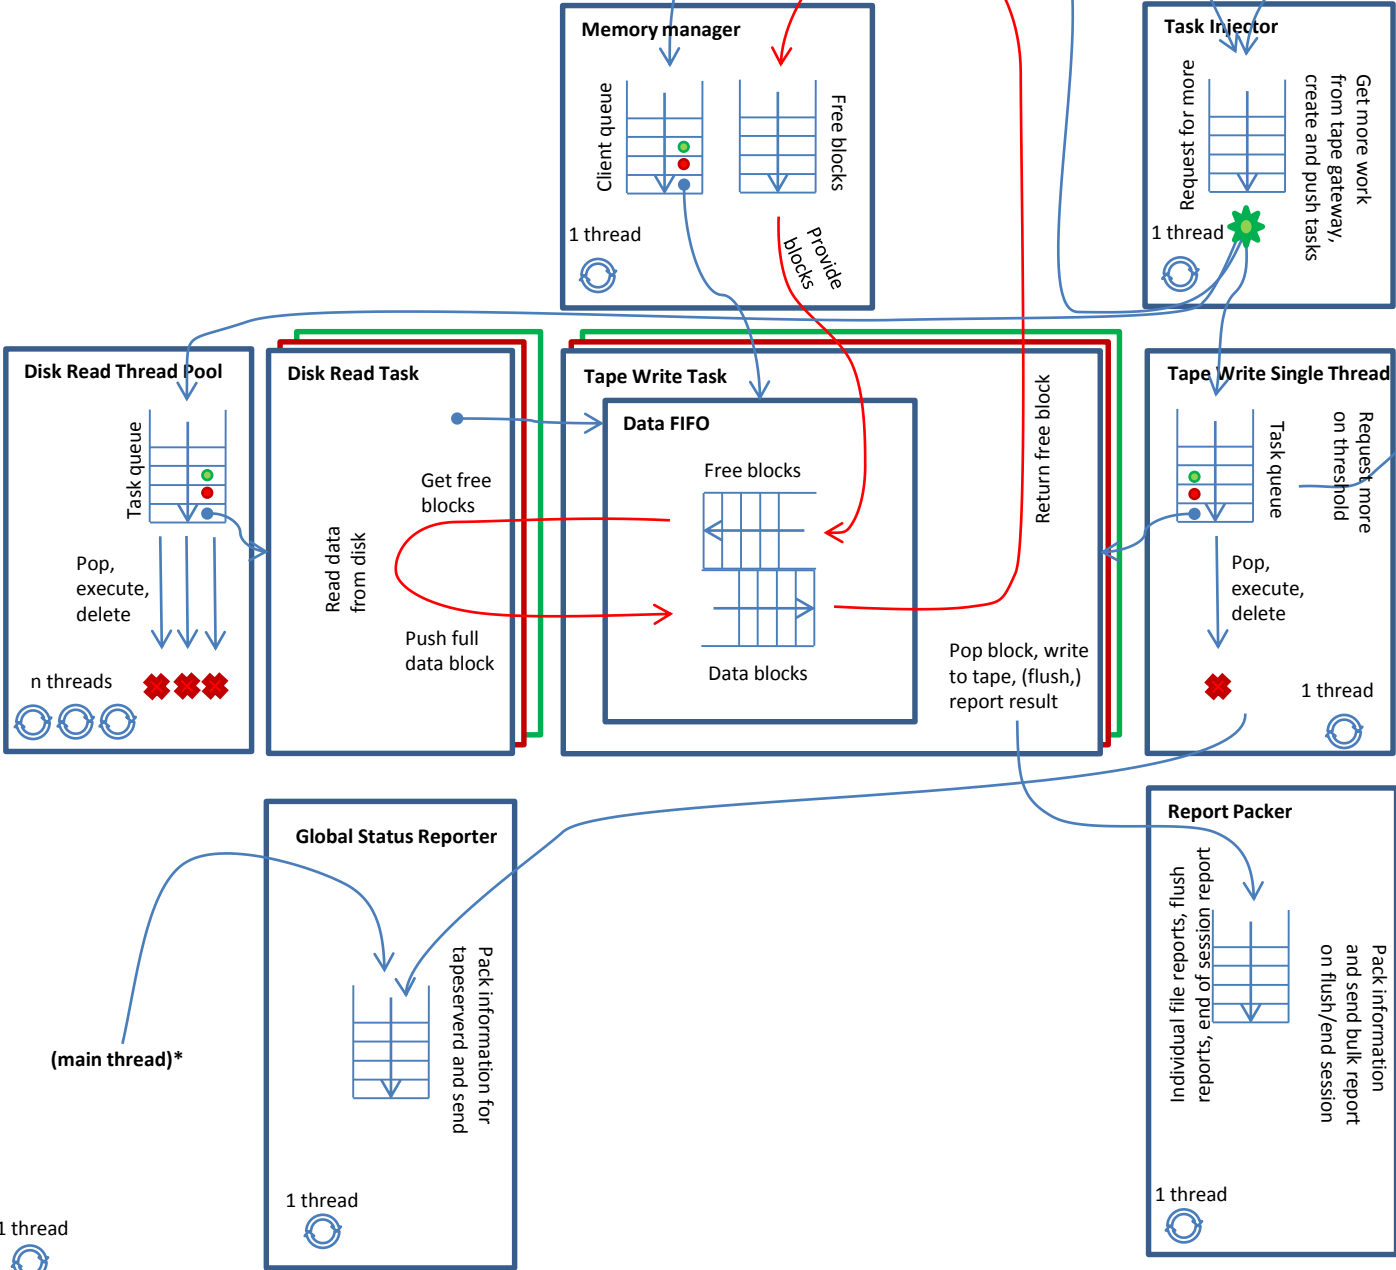 Memory manager
Client queue
Free blocks
1 thread
Provide
blocks
Task Injector
Request for more
Get more work
from tape gateway,
create and push tasks
1 thread
Disk Read Thread Pool
Task queue
Pop,
execute,
delete
n threads
Disk Read Task
Get free
blocks
Read data
from disk
Push full
data block
Tape Write Task
Data FIFO
Free blocks
Data blocks
Return free block
Pop block, write
to tape, (flush,)
report result
Tape Write Single Thread
Task queue
Request more
on threshold
Pop,
execute,
delete
1 thread
Global Status Reporter
Pack information for
tapeserverd and send
1 thread
(main thread)*
1 thread
Report Packer
Individual file reports, flush
reports, end of session report
Pack information
and send bulk report
on flush/end session
1 thread